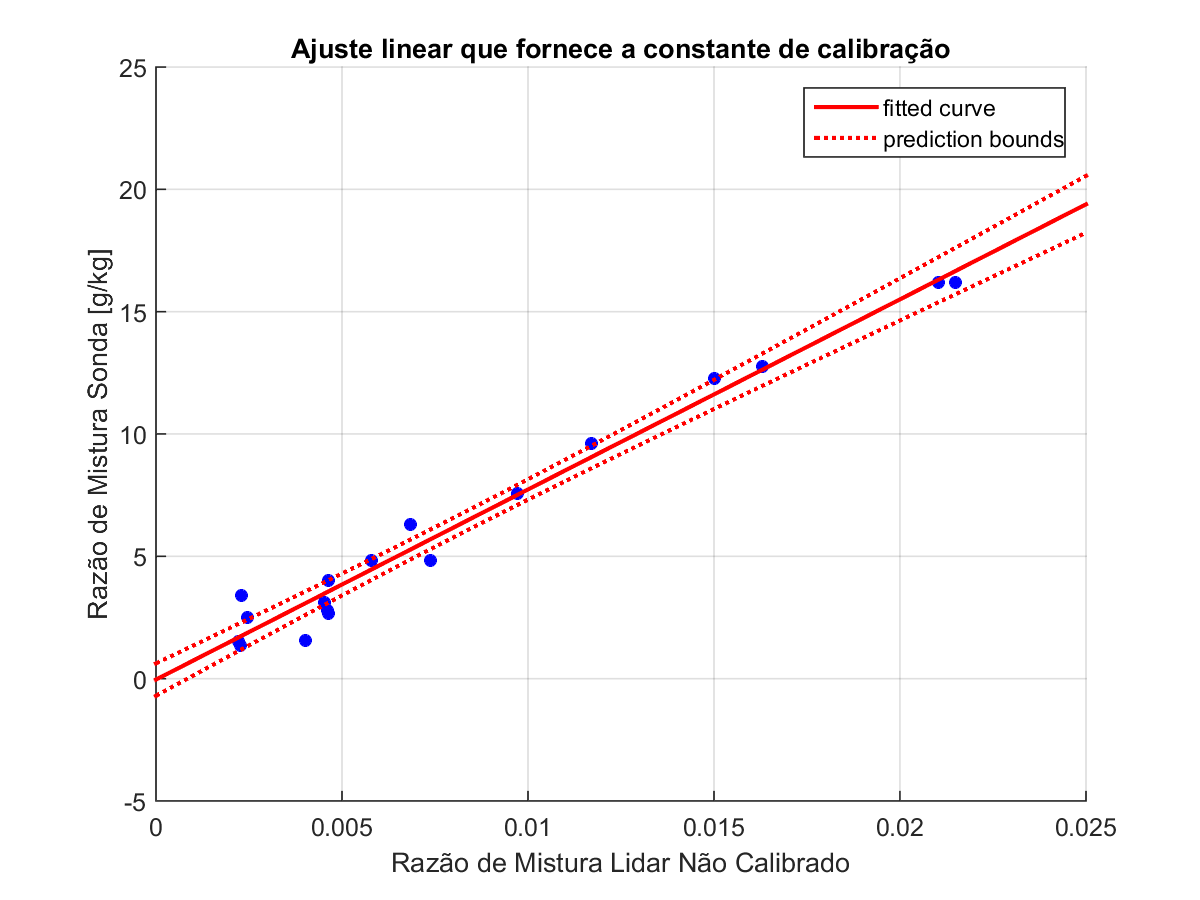 Ajuste linear que fornece a constante de calibração
25
20
15
10
5
0
-5
Razão de Mistura Sonda [g/kg]
fitted curve
prediction bounds
0
0.005
0.01
0.015
0.02
0.025
Razão de Mistura Lidar Não Calibrado